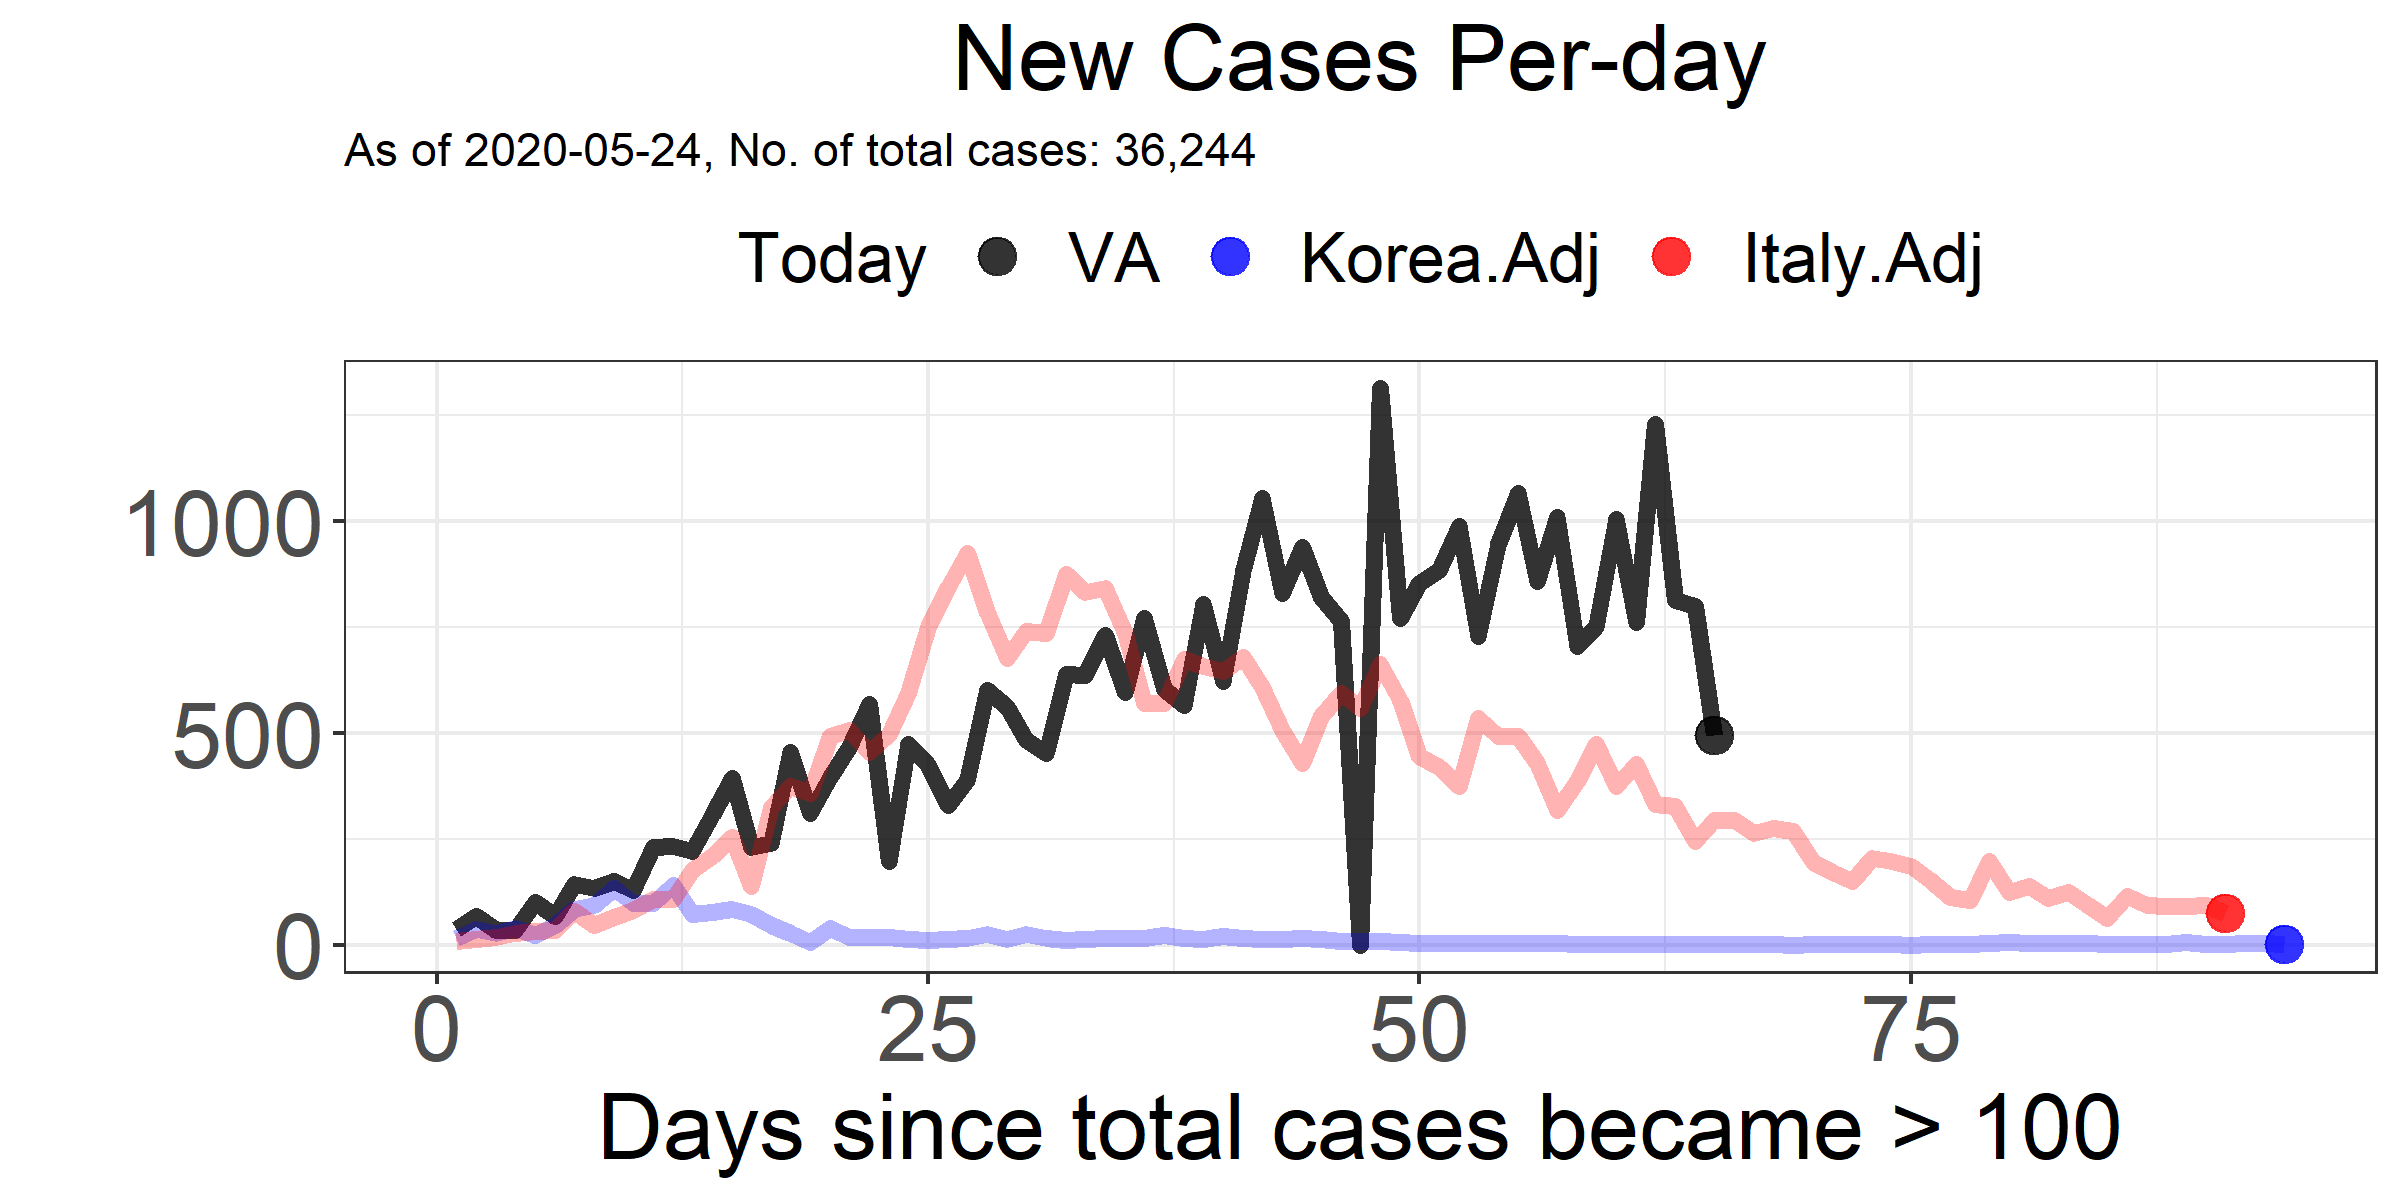 New Cases Per-day
As of 2020-05-24, No. of total cases: 36,244
Today VA Korea.Adj Italy.Adj
1000
500
0
0 25 50 75
Days since total cases became > 100